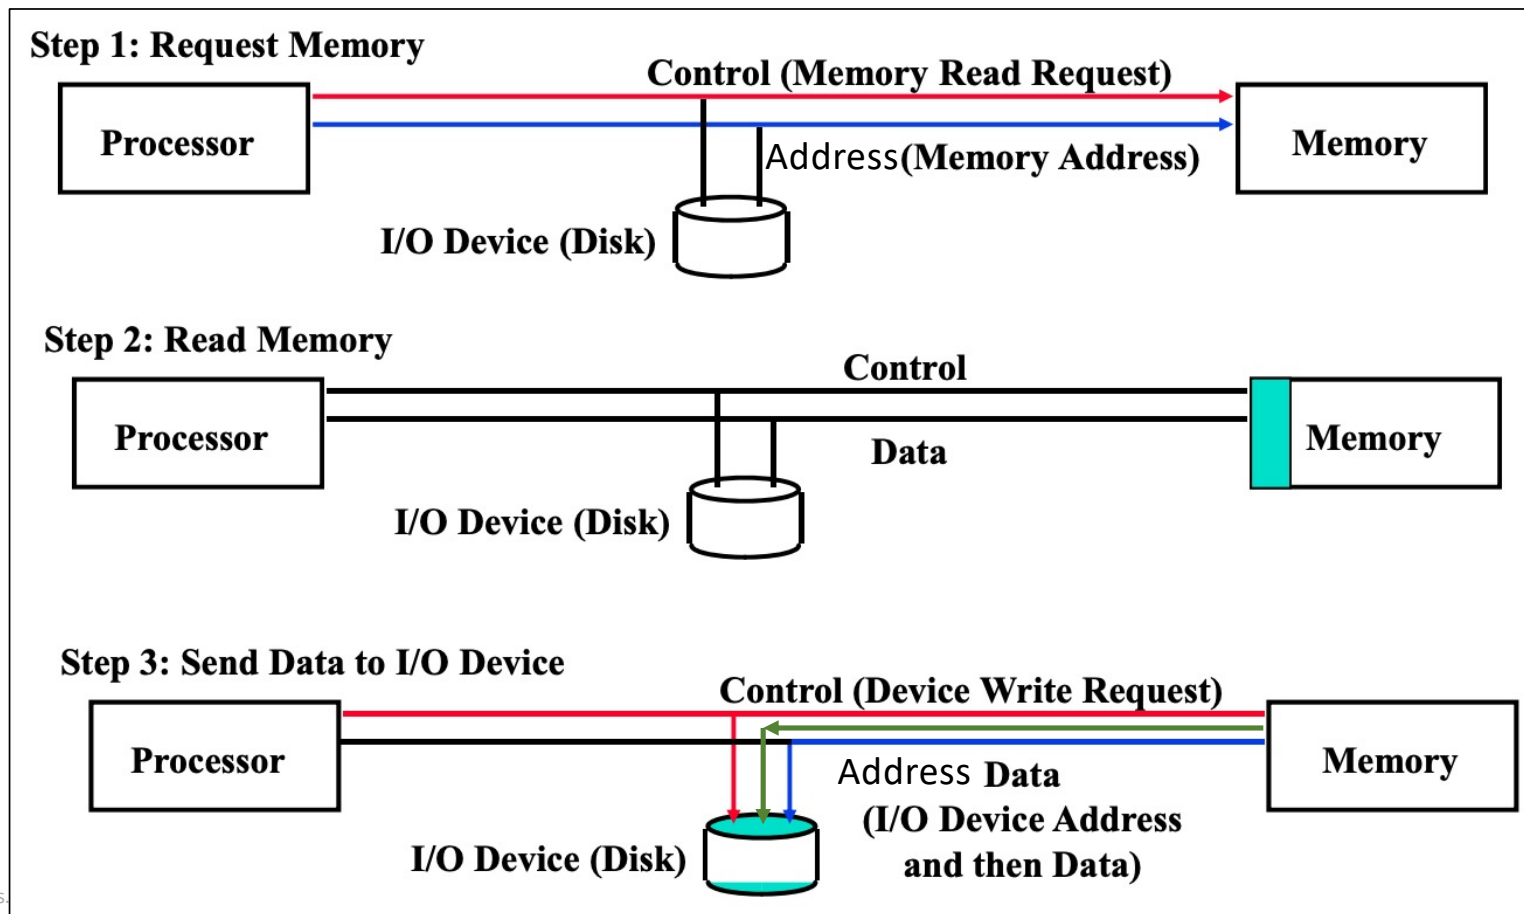 Step 1: Request Memory
Control (Memory Read Request)
Processor
Memory
Address(Memory Address)
I/O Device (Disk)
Step 2: Read Memory
Control
Processor
Memory
Data
I/O Device (Disk)
Step 3: Send Data to I/O Device
Control (Device Write Request)
Processor
Memory
Address Data
(I/O Device Address
and then Data)
I/O Device (Disk)
s.